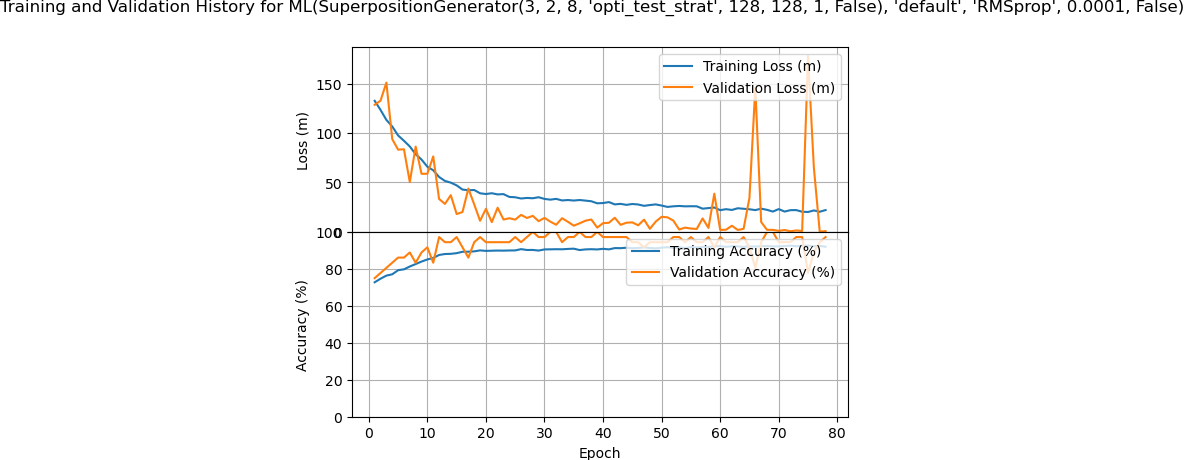 Training and Validation History for ML(SuperpositionGenerator(3, 2, 8, 'opti_test_strat', 128, 128, 1, False), 'default', 'RMSprop', 0.0001, False)
Training Loss (m)
Validation Loss (m)
150
100
50
0
Loss (m)
Training Accuracy (%)
Validation Accuracy (%)
100
80
60
40
20
0
Accuracy (%)
0 10 20 30 40 50 60 70 80
Epoch